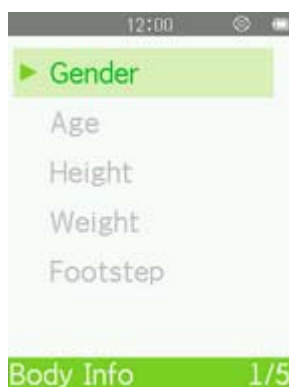 12:00
Gender
Age
Height
Weight
Footstep
Body Info 1/5